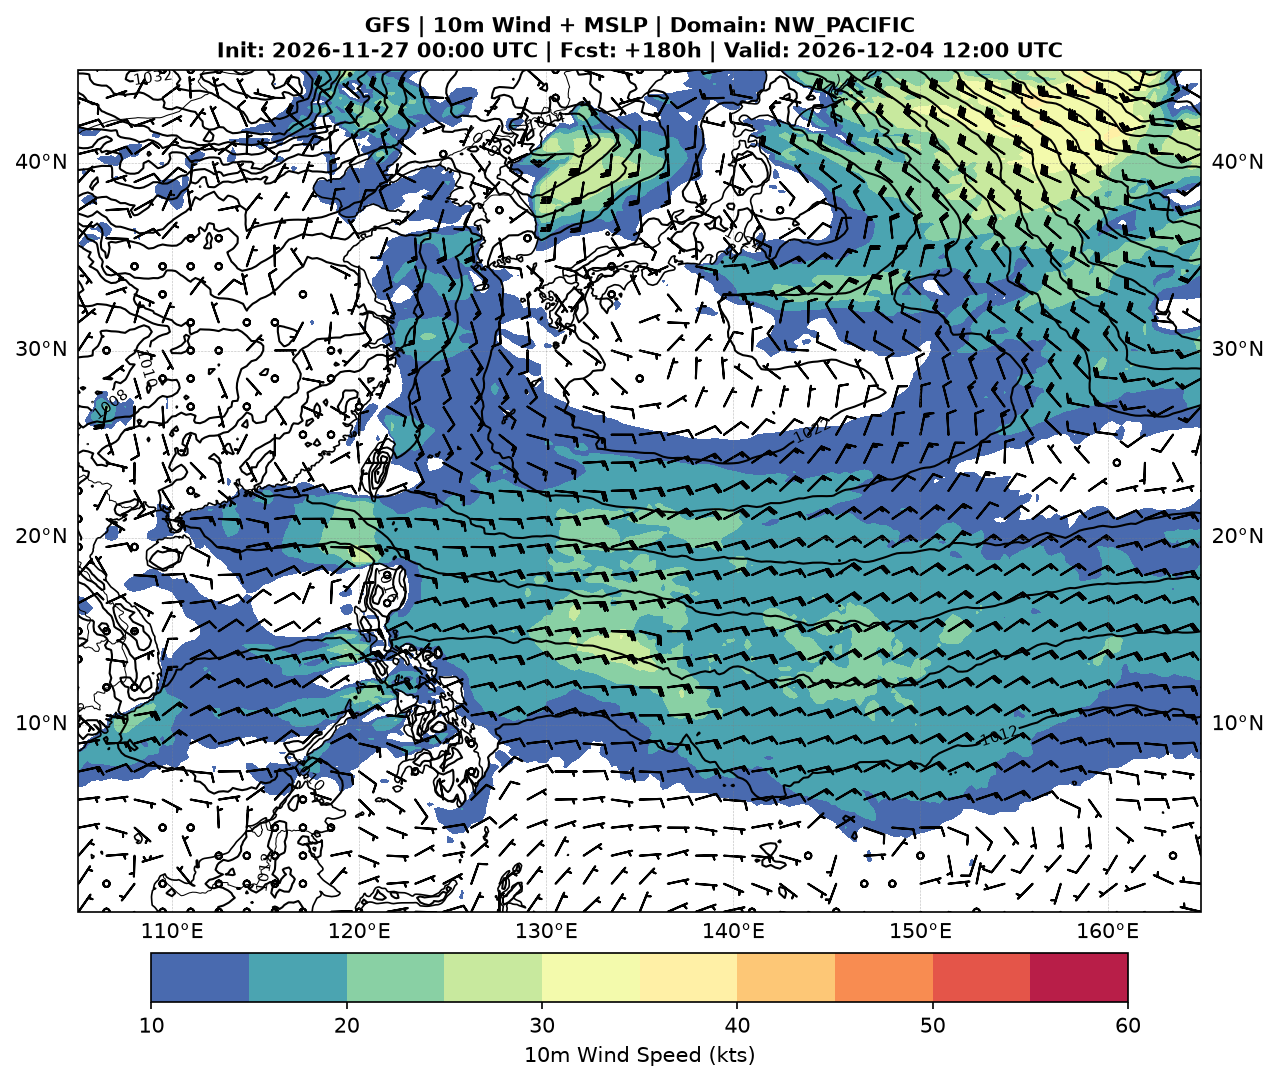 GFS | 10m Wind + MSLP | Domain: NW_PACIFIC
Init: 2026-11-27 00:00 UTC | Fcst: +180h | Valid: 2026-12-04 12:00 UTC
1032
40°N 40°N
30°N 30°N
1008
1022
20°N 20°N
10°N 10°N
1012
110°E 120°E 130°E 140°E 150°E 160°E
10 20 30 40 50 60
10m Wind Speed (kts)